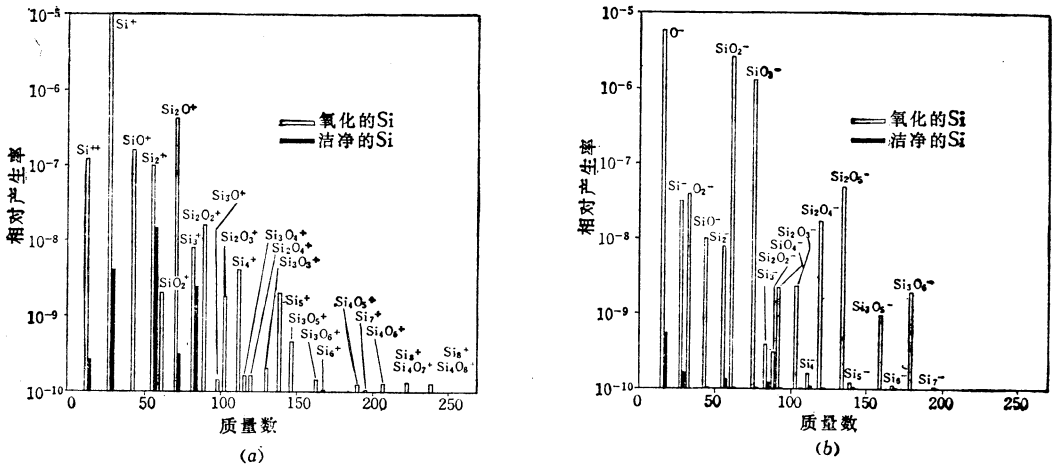 10⁻⁵
Si⁺
10⁻⁶
Si₂O⁺
氧化的Si
洁净的Si
Si⁺⁺
SiO⁺
Si₂⁺
10⁻⁷
相对产生率
Si₃O⁺
Si₂O₂⁺
Si₃⁺
Si₂O₃⁺
Si₃O₄⁺
Si₂O₄⁺
Si₃O₃⁺
10⁻⁸
Si₄⁺
SiO₂⁺
Si₅⁺
Si₃O₅⁺
Si₃O₆⁺
Si₆⁺
Si₄O₅⁺
Si₇⁺
Si₄O₆⁺
10⁻⁹
Si₈⁺
Si₄O₇⁺
Si₈⁺
Si₄O₈⁺
10⁻¹⁰
0 50 100 150 200 250
质量数
(a)
10⁻⁵
O⁻
SiO₂⁻
SiO₃⁻
10⁻⁶
氧化的Si
洁净的Si
10⁻⁷
相对产生率
Si⁻
O₂⁻
Si₂O₅⁻
SiO⁻
Si₂⁻
Si₂O₄⁻
Si₂O₃⁻
SiO₄⁻
Si₂O₂⁻
Si₃⁻
10⁻⁸
Si₃O₆⁻
Si₃O₅⁻
10⁻⁹
Si₄⁻
Si₅⁻
Si₆⁻
Si₇⁻
10⁻¹⁰
0 50 100 150 200 250
质量数
(b)